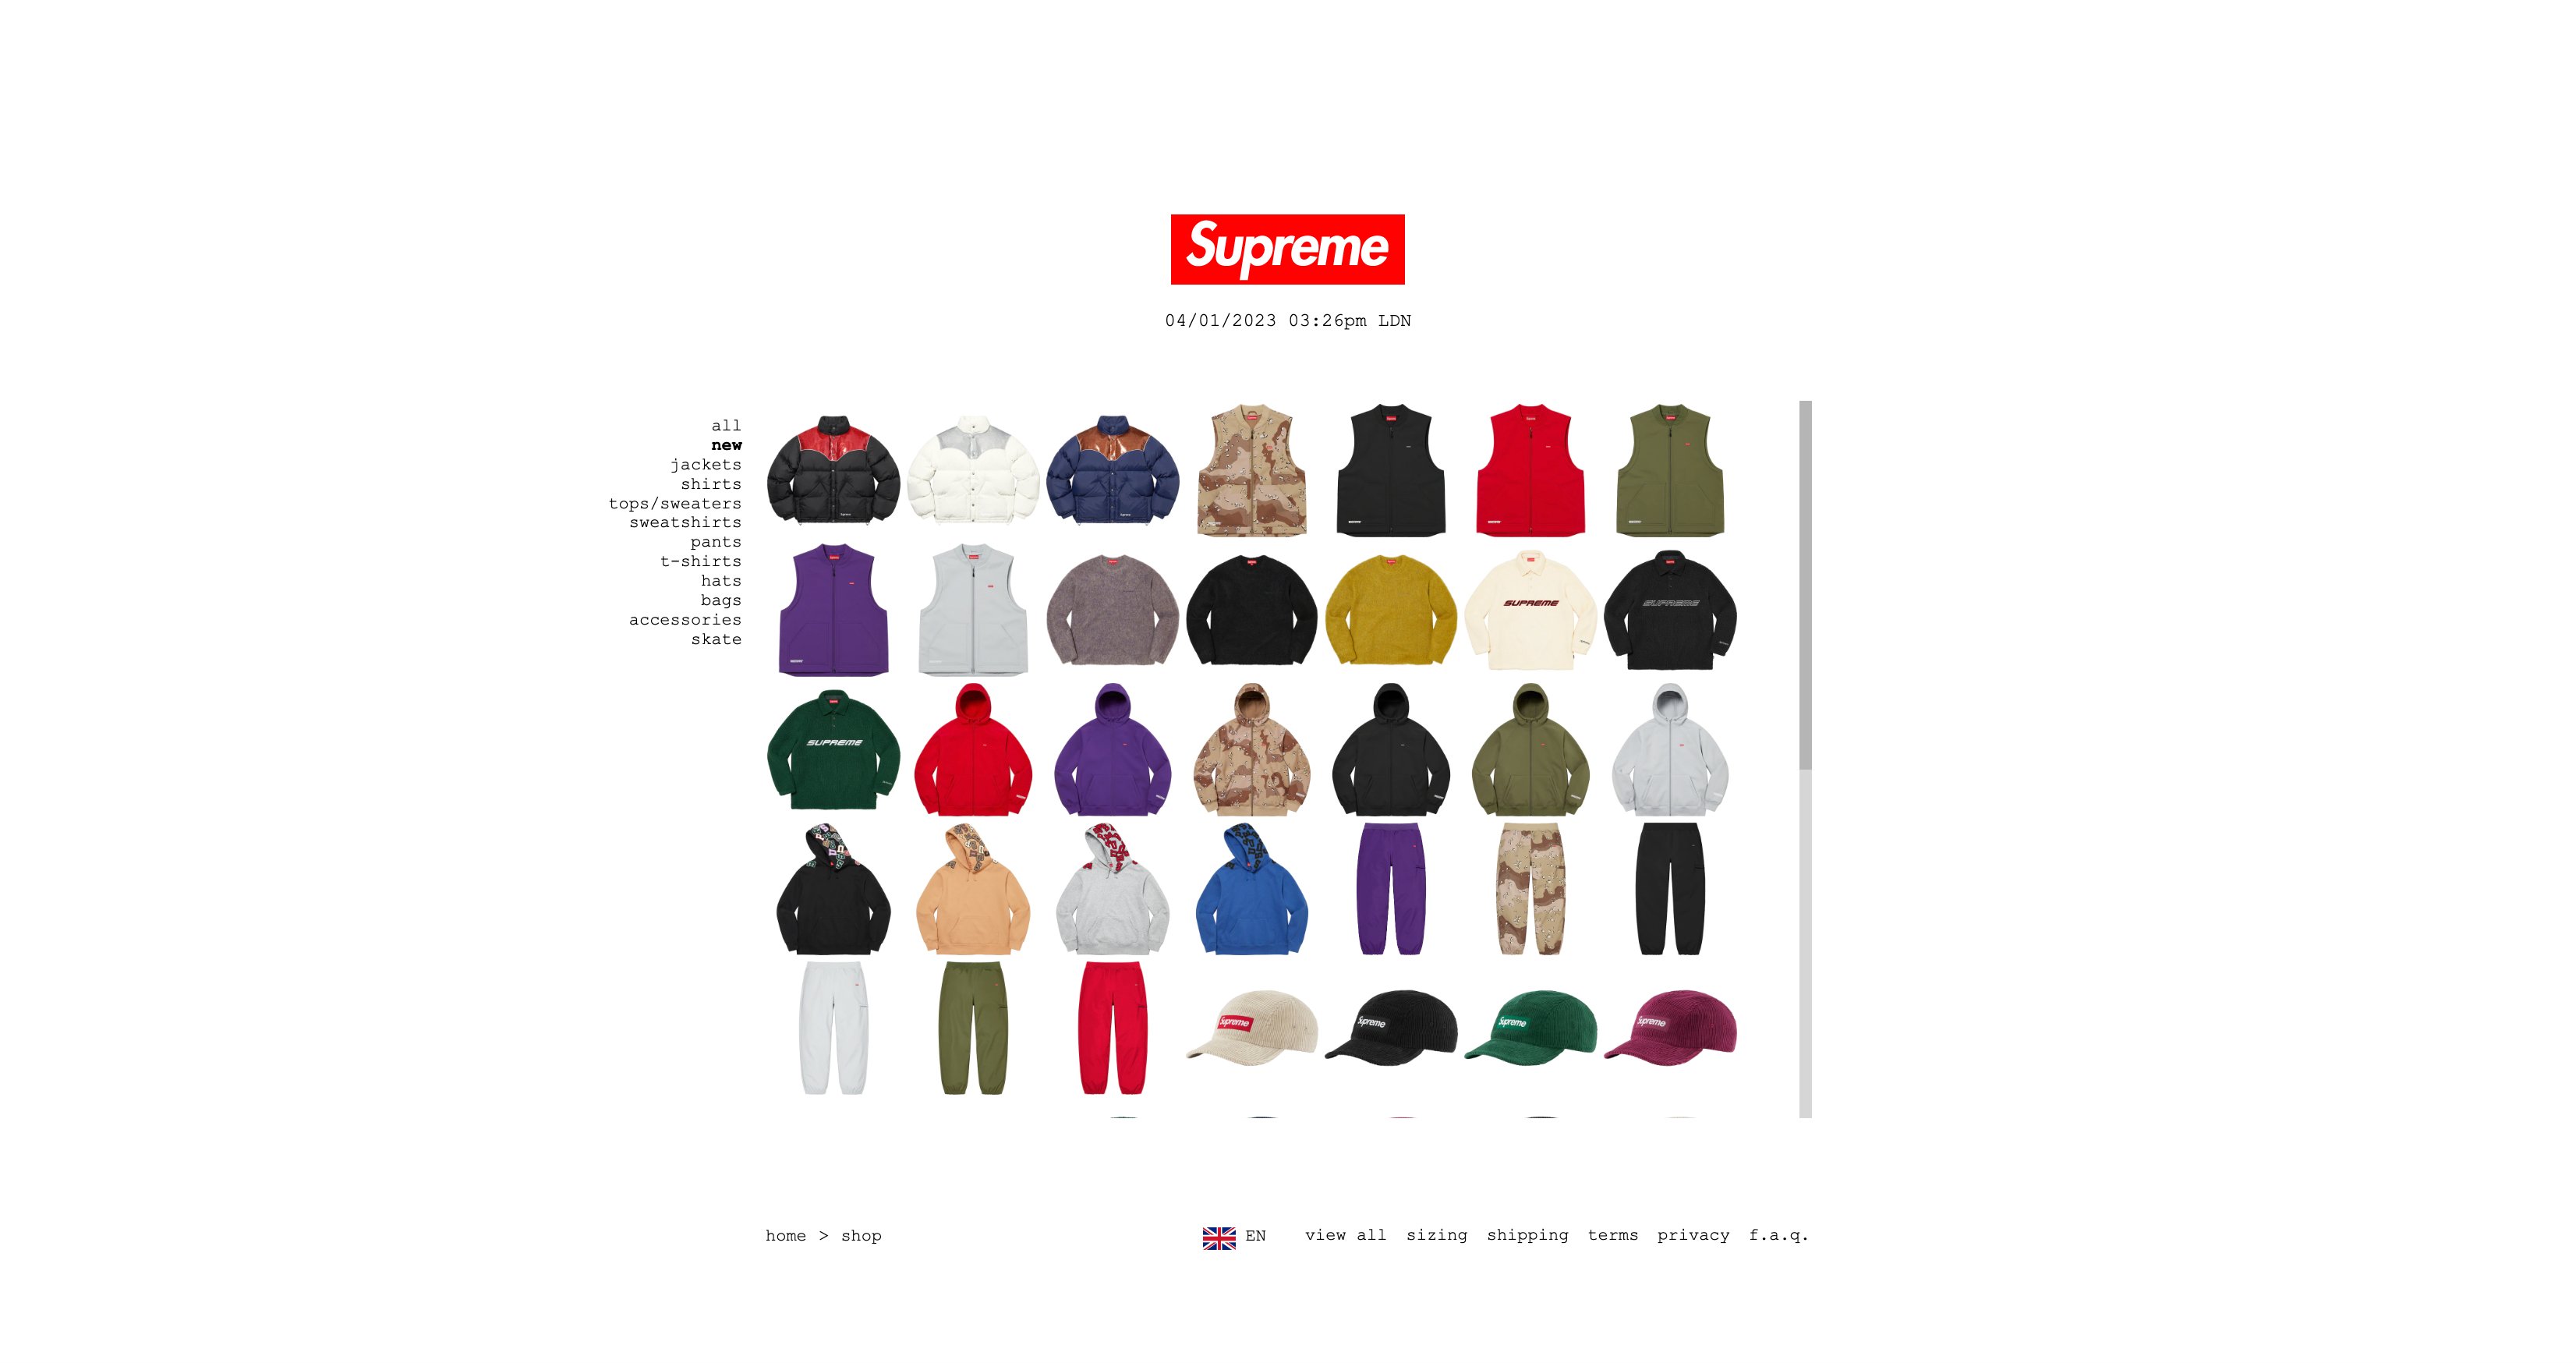 Supreme
04/01/2023 03:26pm LDN
all
new
jackets
shirts
tops/sweaters
sweatshirts
pants
t-shirts
hats
bags
accessories
skate
SUPREME
SUPREME
SUPREME
Supreme
Supreme
Supreme
Supreme
home > shop
EN view all sizing shipping terms privacy f.a.q.